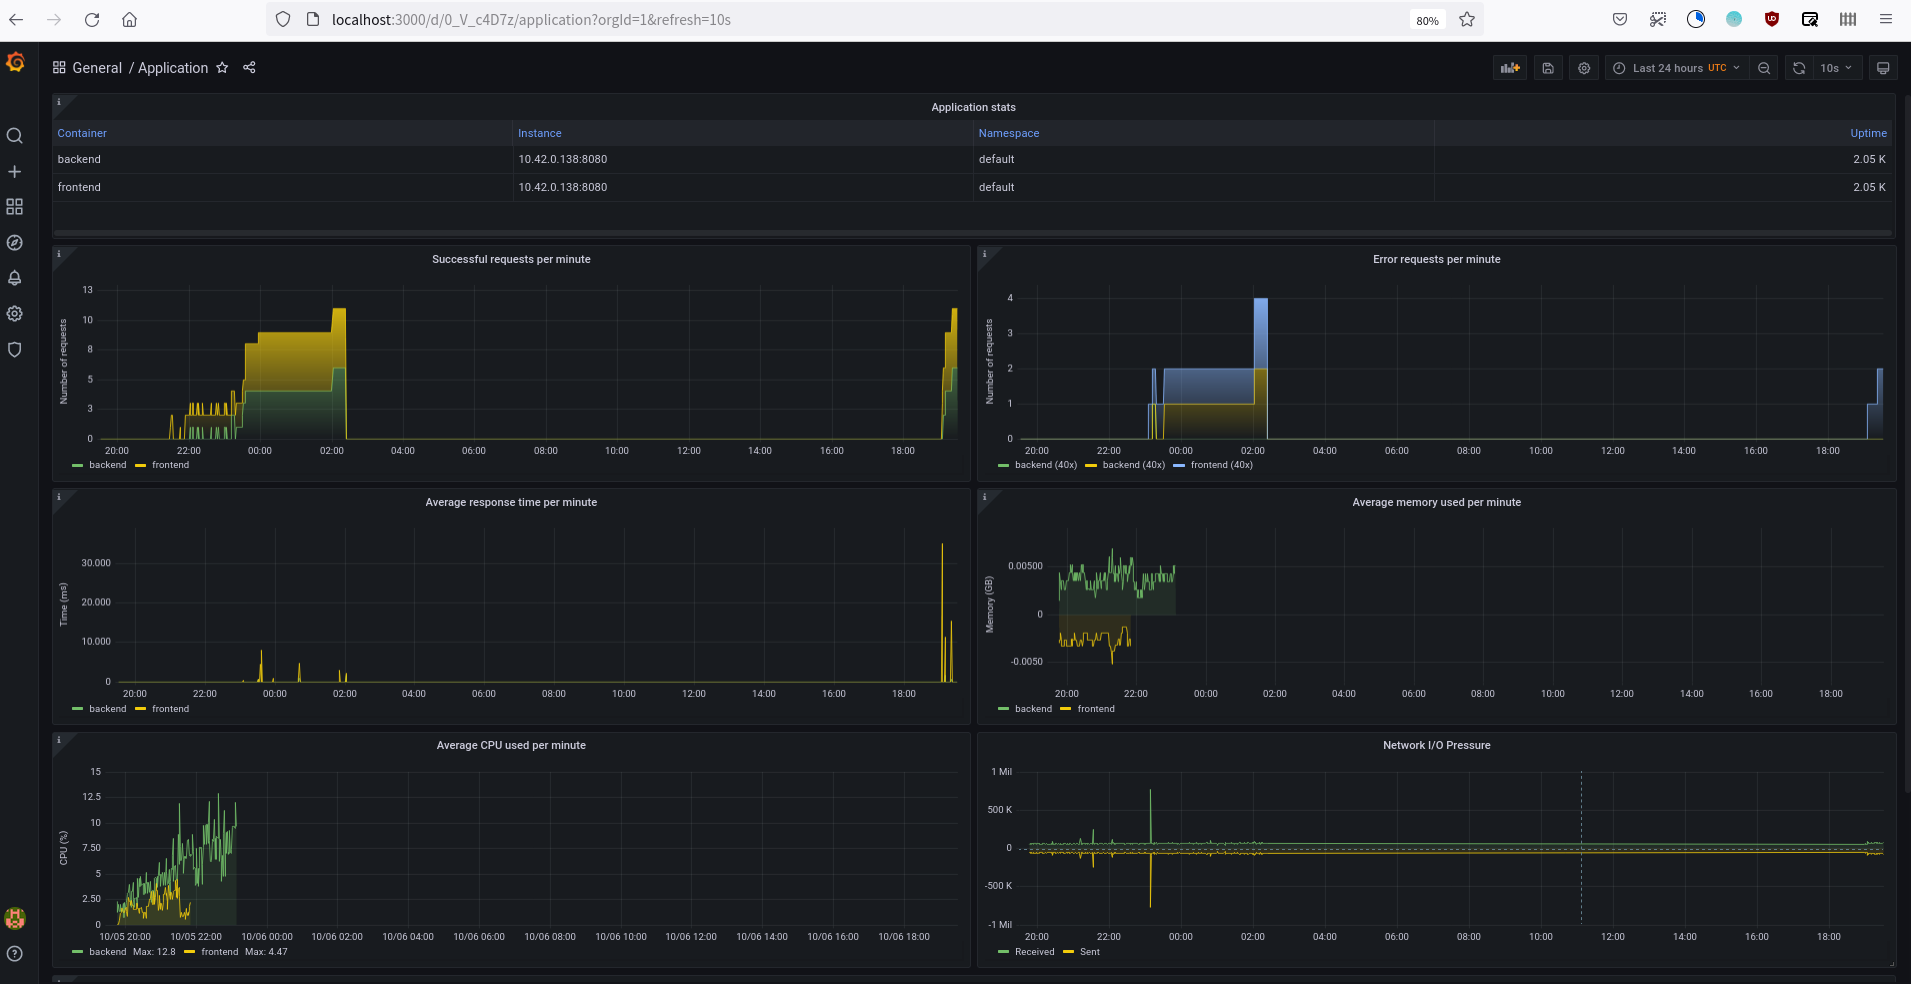 localhost:3000/d/0_V_c4D7z/application?orgId=1&refresh=10s 80%
General / Application Last 24 hours UTC 10s
Application stats
Container Instance Namespace Uptime
backend 10.42.0.138:8080 default 2.05 K
frontend 10.42.0.138:8080 default 2.05 K
Successful requests per minute
Number of requests
13
10
8
5
3
0
20:00 22:00 00:00 02:00 04:00 06:00 08:00 10:00 12:00 14:00 16:00 18:00
backend frontend
Error requests per minute
Number of requests
4
3
2
1
0
20:00 22:00 00:00 02:00 04:00 06:00 08:00 10:00 12:00 14:00 16:00 18:00
backend (40x) backend (40x) frontend (40x)
Average response time per minute
Time (ms)
30.000
20.000
10.000
0
20:00 22:00 00:00 02:00 04:00 06:00 08:00 10:00 12:00 14:00 16:00 18:00
backend frontend
Average memory used per minute
Memory (GB)
0.00500
0
-0.0050
20:00 22:00 00:00 02:00 04:00 06:00 08:00 10:00 12:00 14:00 16:00 18:00
backend frontend
Average CPU used per minute
CPU (%)
15
12.5
10
7.50
5
2.50
0
10/05 20:00 10/05 22:00 10/06 00:00 10/06 02:00 10/06 04:00 10/06 06:00 10/06 08:00 10/06 10:00 10/06 12:00 10/06 14:00 10/06 16:00 10/06 18:00
backend Max: 12.8 frontend Max: 4.47
Network I/O Pressure
1 Mil
500 K
0
-500 K
-1 Mil
20:00 22:00 00:00 02:00 04:00 06:00 08:00 10:00 12:00 14:00 16:00 18:00
Received Sent